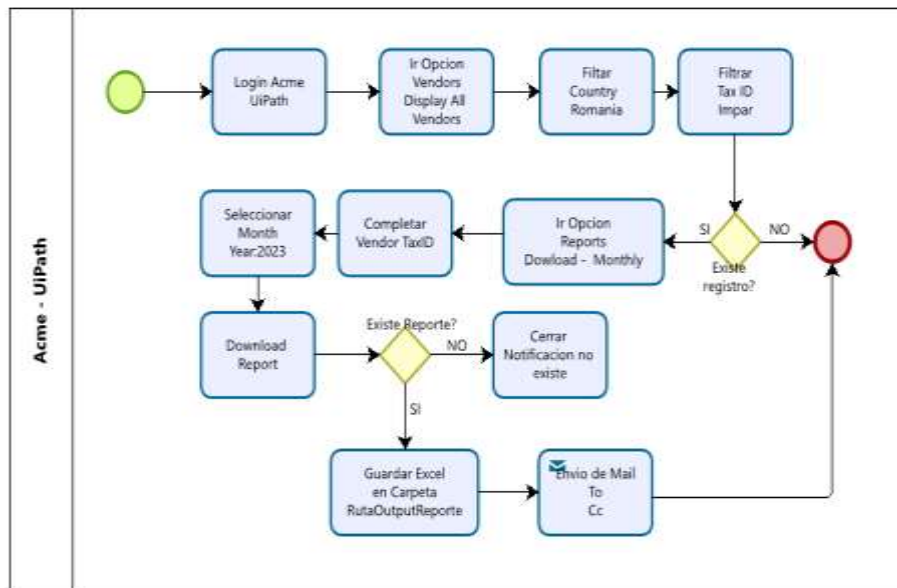 Acme - UiPath
Login Acme
UiPath
Ir Opcion
Vendors
Display All
Vendors
Filtar
Country
Romania
Filtrar
Tax ID
Impar
Existe
registro?
SI
NO
Ir Opcion
Reports
Dowload - Monthly
Completar
Vendor TaxID
Seleccionar
Month
Year:2023
Download
Report
Existe Reporte?
NO
SI
Cerrar
Notificacion no
existe
Guardar Excel
en Carpeta
RutaOutputReporte
Envio de Mail
To
Cc